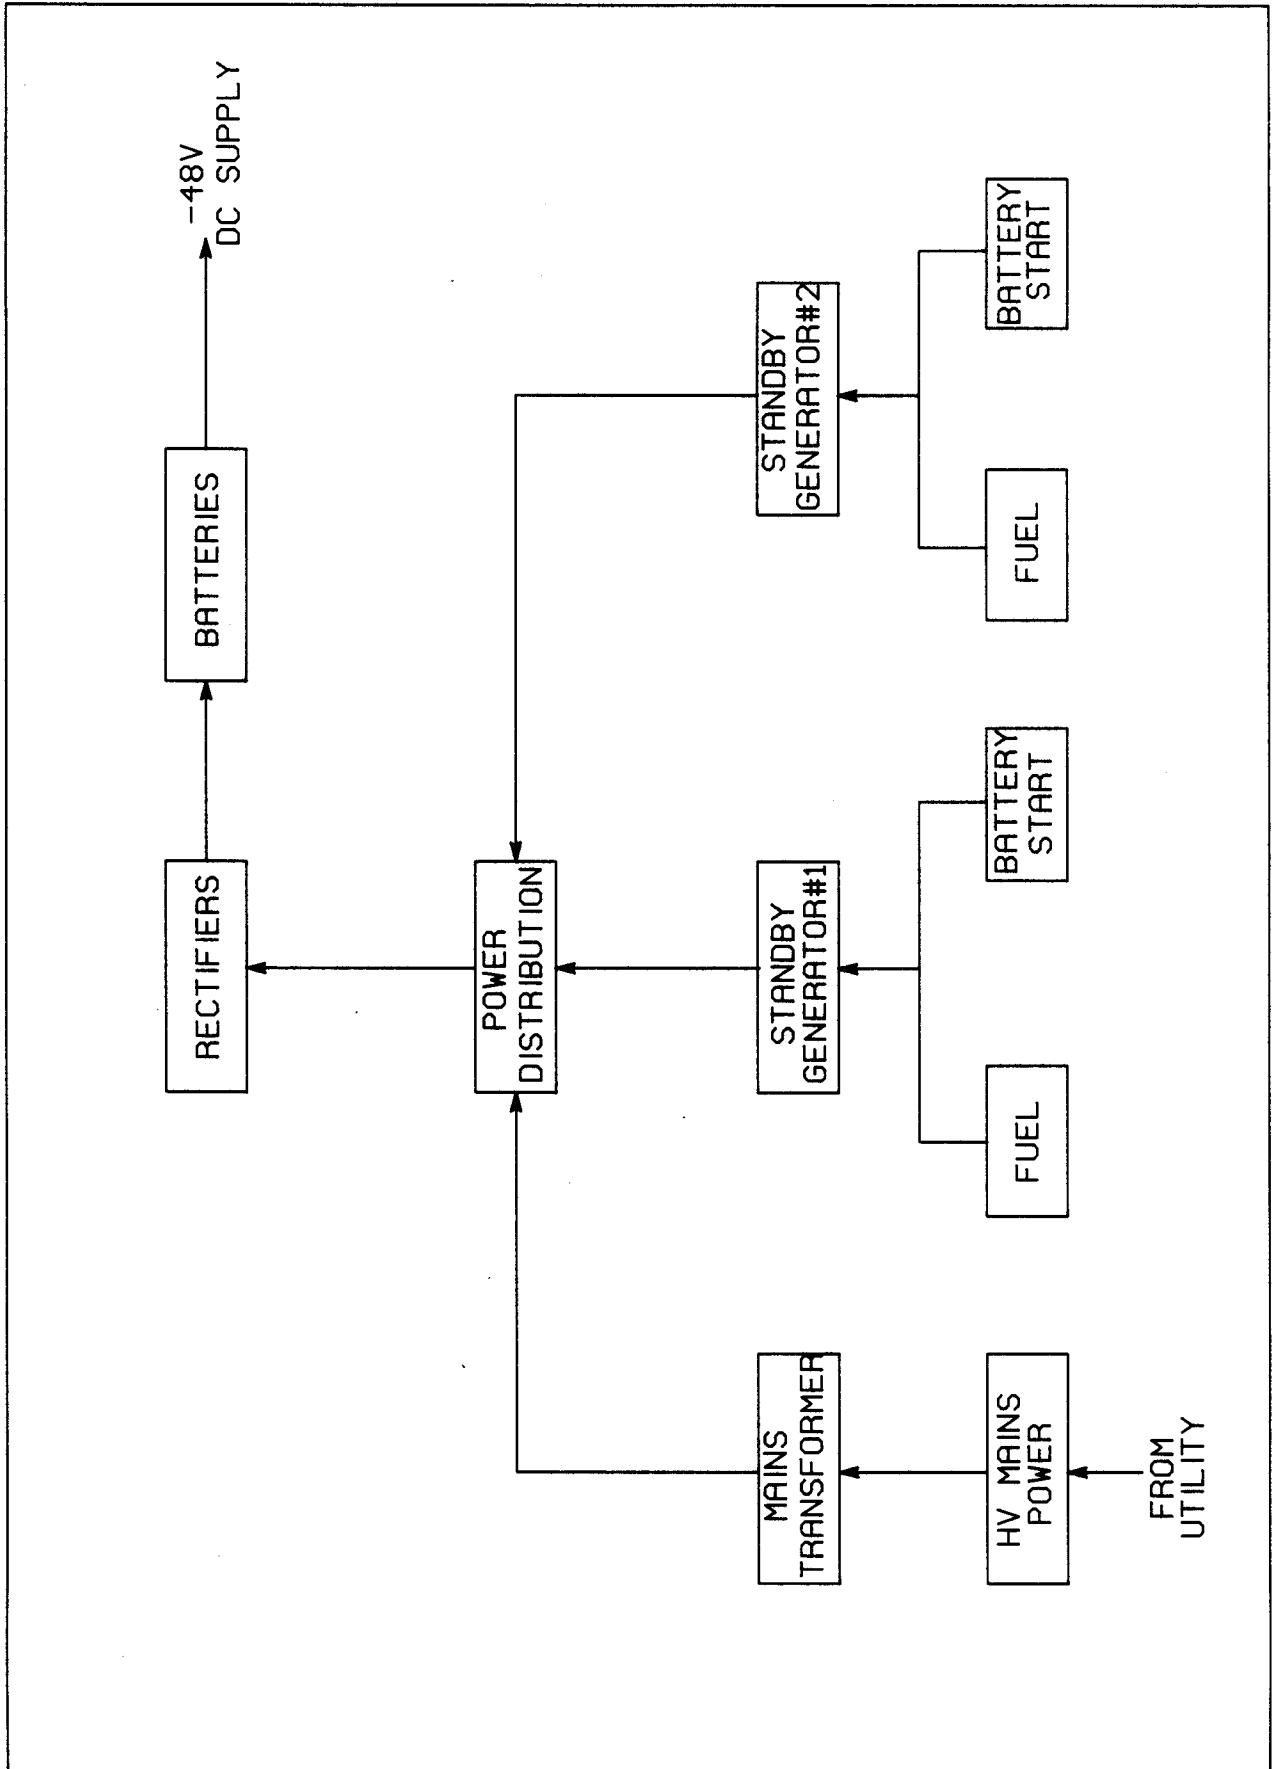 RECTIFIERS
BATTERIES
-48V
DC SUPPLY
POWER
DISTRIBUTION
MAINS
TRANSFORMER
STANDBY
GENERATOR#1
STANDBY
GENERATOR#2
HV MAINS
POWER
FUEL
BATTERY
START
FUEL
BATTERY
START
FROM
UTILITY